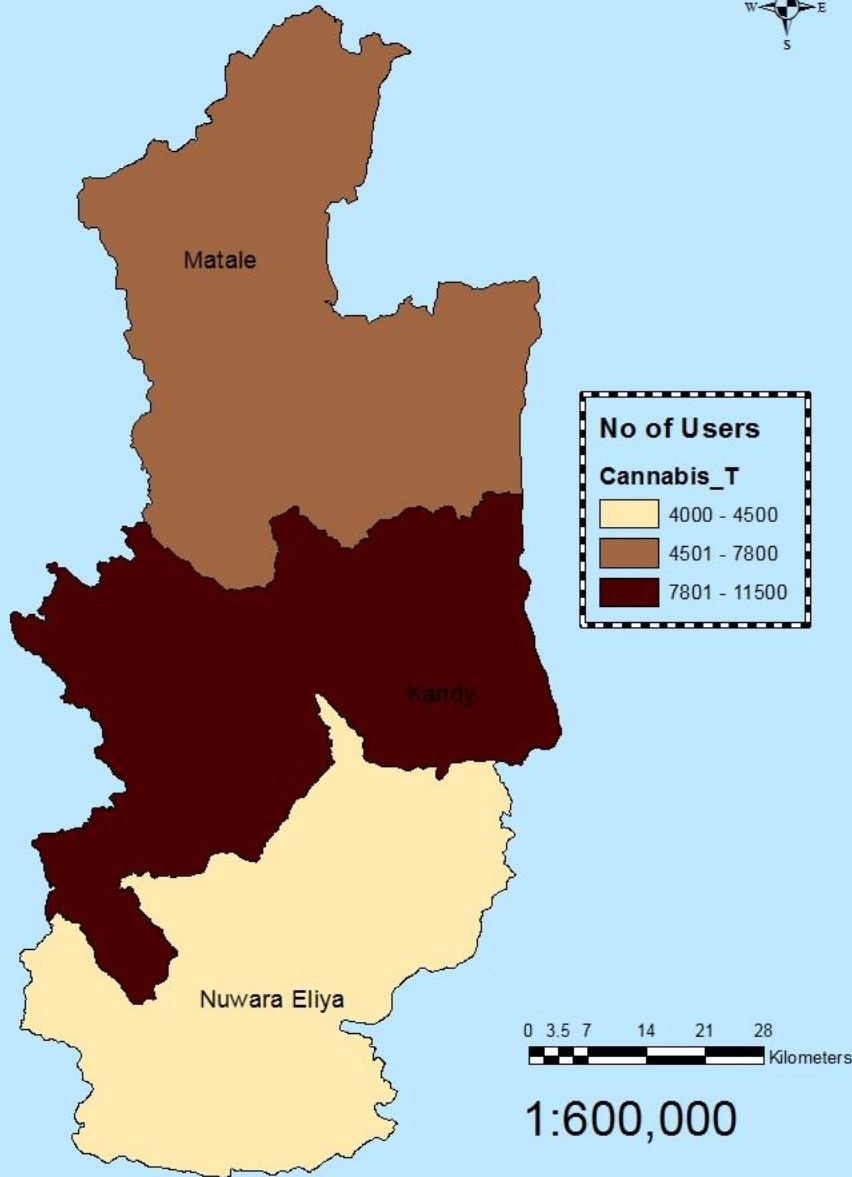 W E
S
Matale
No of Users
Cannabis_T
4000 - 4500
4501 - 7800
7801 - 11500
Kandy
Nuwara Eliya
0 3.5 7 14 21 28
Kilometers
1:600,000